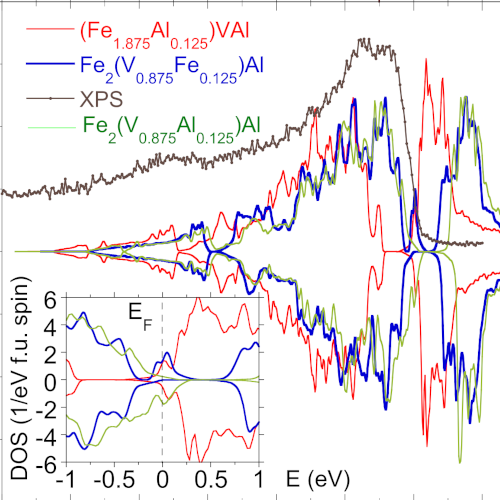 (Fe1.875Al0.125)VAl
Fe2(V0.875Fe0.125)Al
XPS
Fe2(V0.875Al0.125)Al
DOS (1/eV f.u. spin)
6
4
2
0
-2
-4
-6
EF
-1 -0.5 0 0.5 1 E (eV)